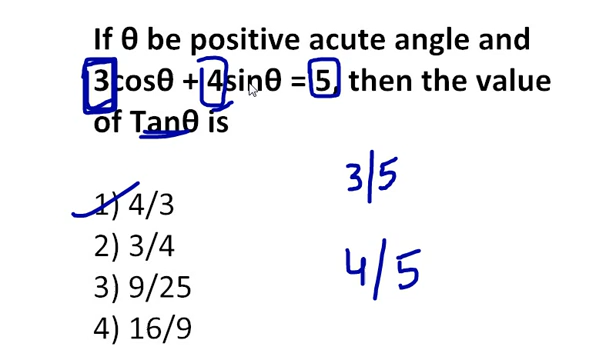 If θ be positive acute angle and
3cosθ + 4sinθ = 5, then the value
of Tanθ is
1) 4/3
2) 3/4
3) 9/25
4) 16/9
3/5
4/5